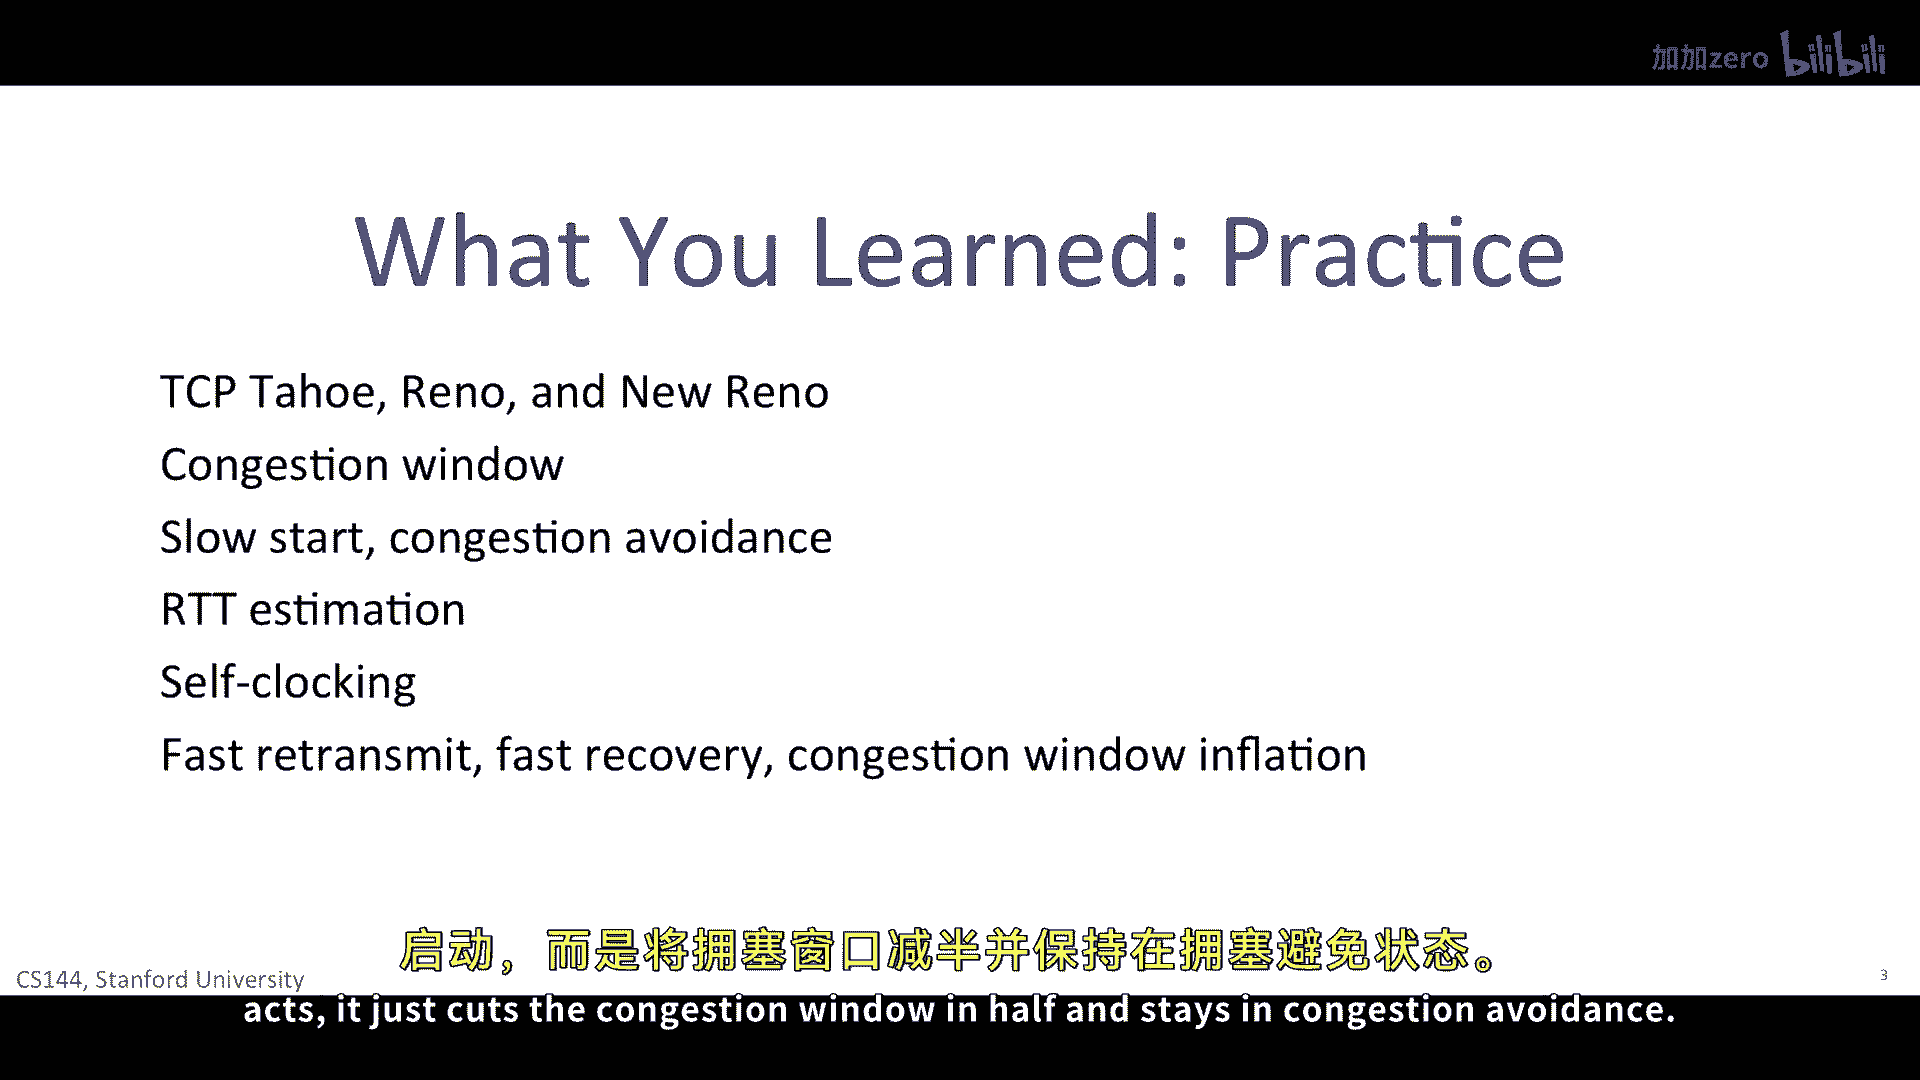 加加zero bilibili
What You Learned: Practice
TCP Tahoe, Reno, and New Reno
Congestion window
Slow start, congestion avoidance
RTT estimation
Self-clocking
Fast retransmit, fast recovery, congestion window inflation
启动，而是将拥塞窗口减半并保持在拥塞避免状态。
CS144, Stanford University
3
acts, it just cuts the congestion window in half and stays in congestion avoidance.